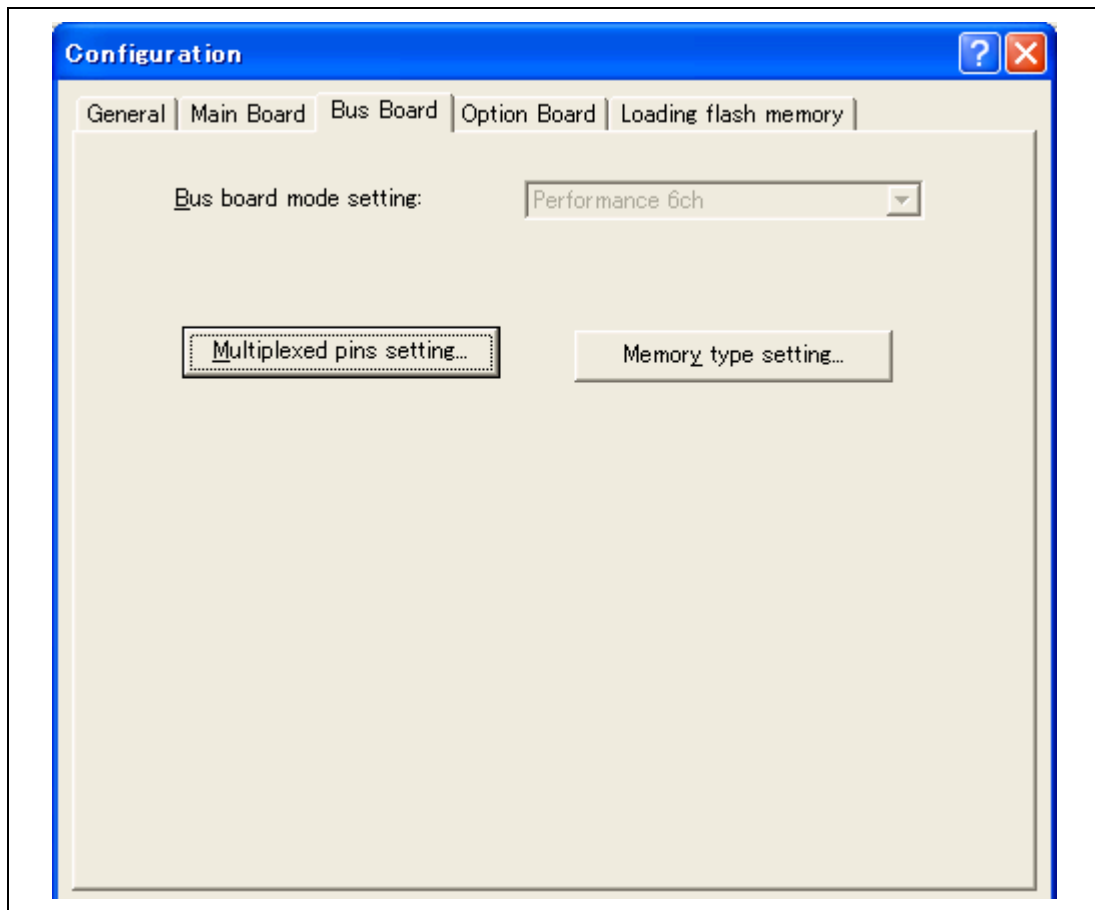 Configuration
General Main Board Bus Board Option Board Loading flash memory
Bus board mode setting: Performance 6ch
Multiplexed pins setting... Memory type setting...